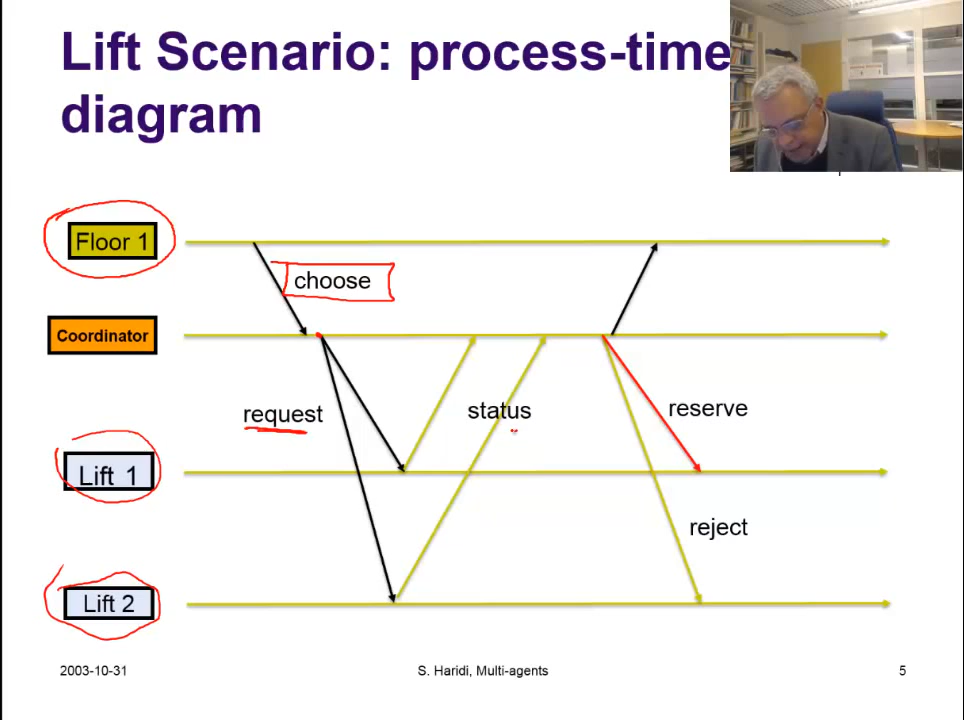 Lift Scenario: process-time
diagram
Floor 1
choose
Coordinator
request
status
reserve
Lift 1
reject
Lift 2
2003-10-31
S. Haridi, Multi-agents
5